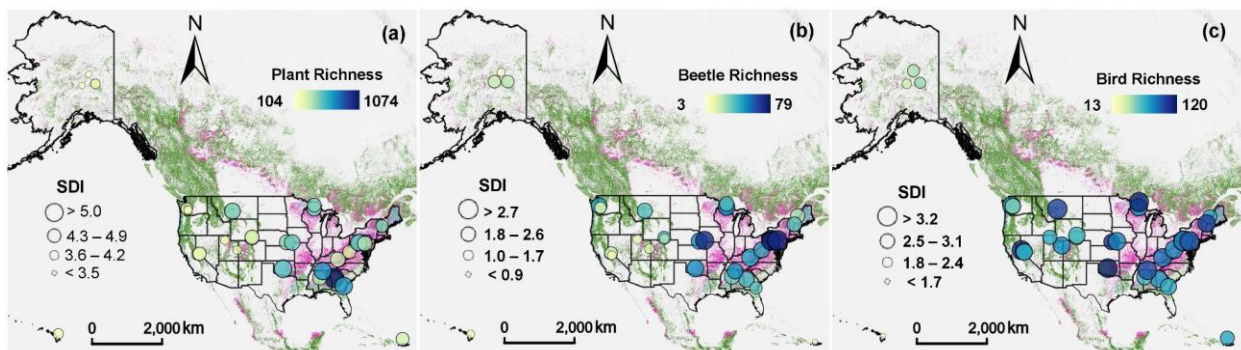 N
(a)
Plant Richness
104 1074
SDI
> 5.0
4.3 – 4.9
3.6 – 4.2
< 3.5
0 2,000 km
N
(b)
Beetle Richness
3 79
SDI
> 2.7
1.8 – 2.6
1.0 – 1.7
< 0.9
0 2,000 km
N
(c)
Bird Richness
13 120
SDI
> 3.2
2.5 – 3.1
1.8 – 2.4
< 1.7
0 2,000 km